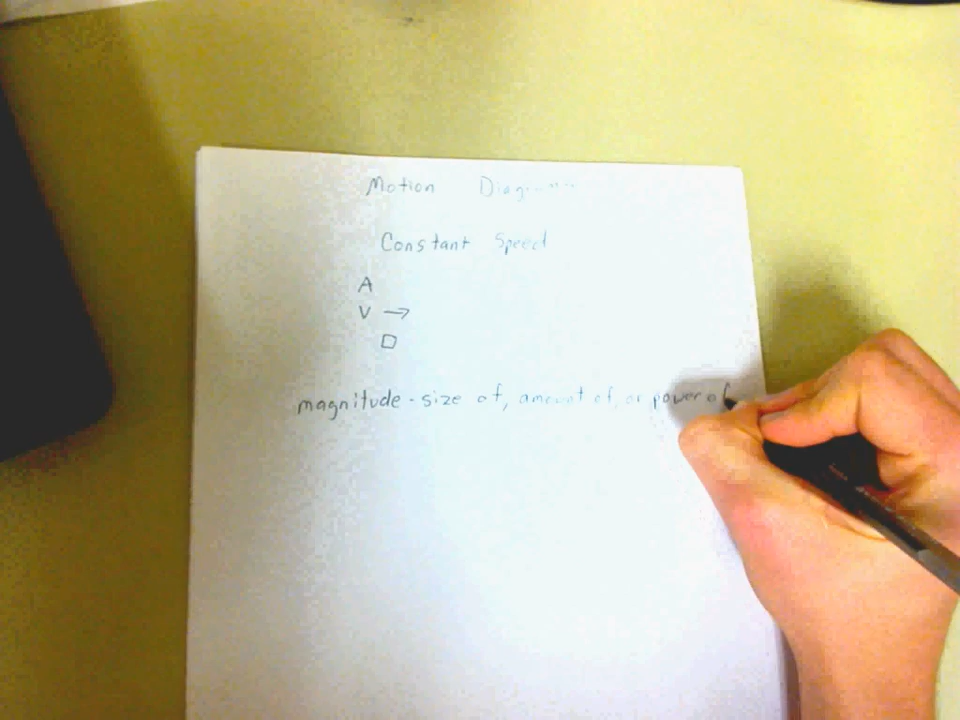 Motion
Constant Speed
A
V →
magnitude - size of, amount of, or power of